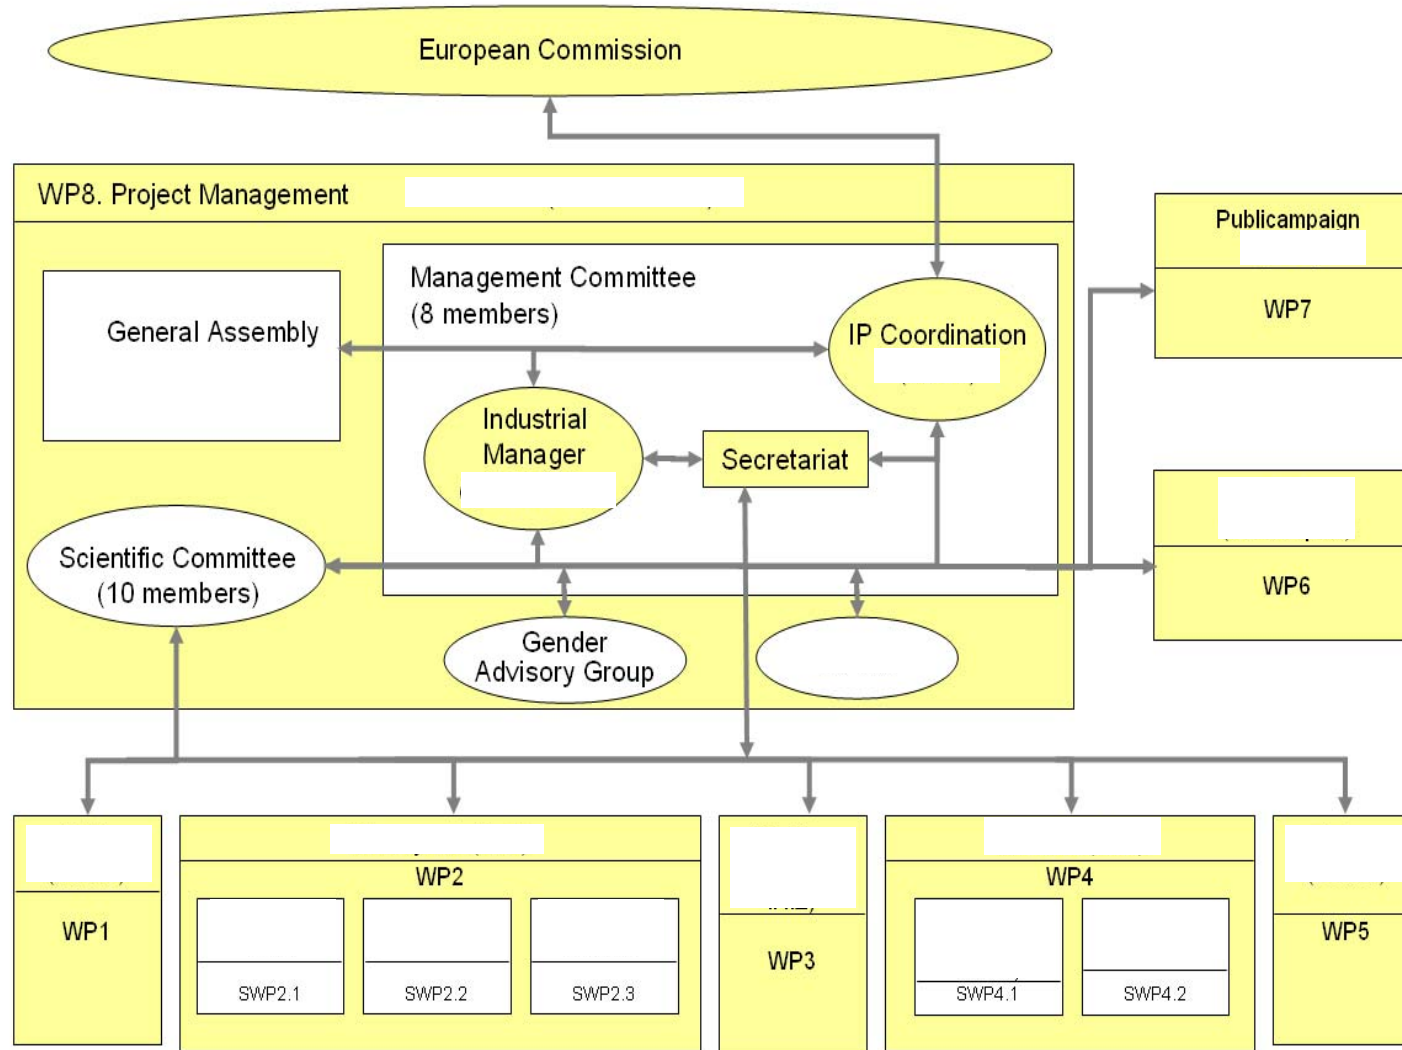 European Commission
WP8. Project Management
Publicampaign
WP7
Management Committee
(8 members)
General Assembly
IP Coordination
Industrial
Manager
Secretariat
Scientific Committee
(10 members)
WP6
Gender
Advisory Group
WP1
WP2
SWP2.1
SWP2.2
SWP2.3
WP3
WP4
SWP4.1
SWP4.2
WP5